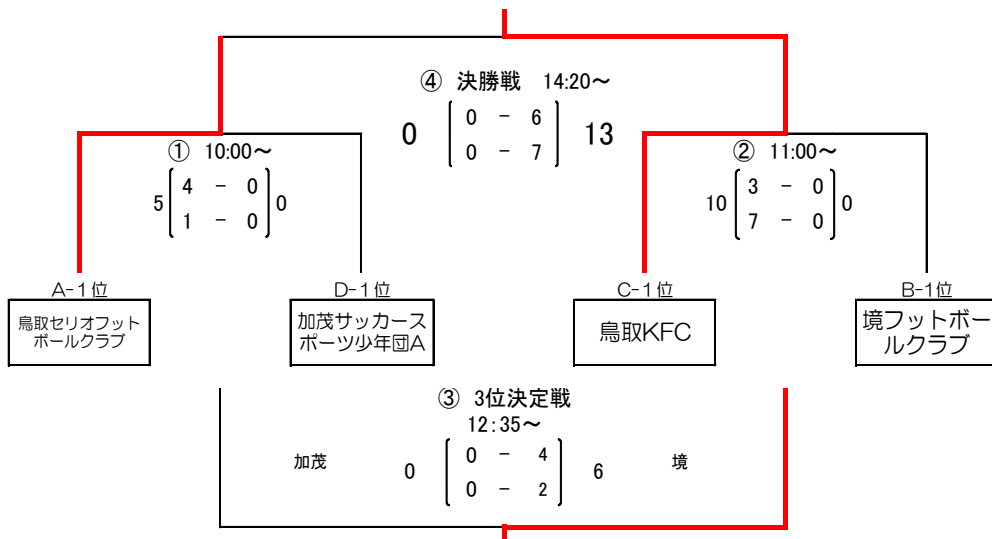 ④ 決勝戦 14:20～
0 0 - 6 13
0 - 7
① 10:00～
5 4 - 0 0
1 - 0
② 11:00～
10 3 - 0 0
7 - 0
A-1位
鳥取セリオフット
ボールクラブ
D-1位
加茂サッカース
ポーツ少年団A
C-1位
鳥取KFC
B-1位
境フットボー
ルクラブ
③ 3位決定戦
12:35～
加茂 0 0 - 4 6 境
0 - 2